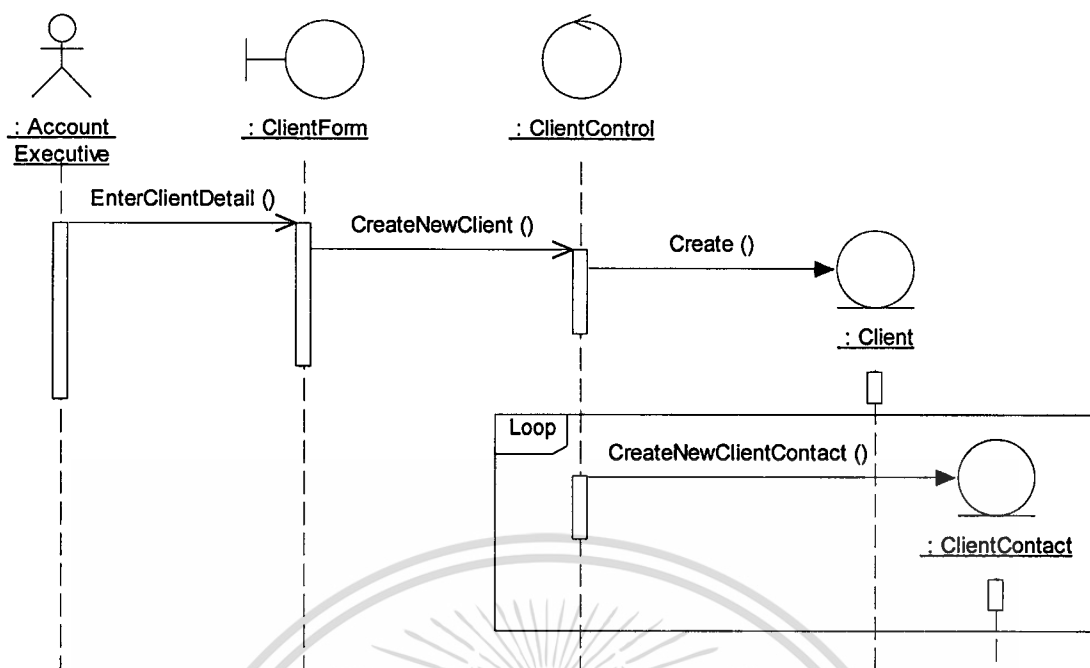 : Account
Executive
: ClientForm
: ClientControl
EnterClientDetail ()
CreateNewClient ()
Create ()
: Client
Loop
CreateNewClientContact ()
: ClientContact